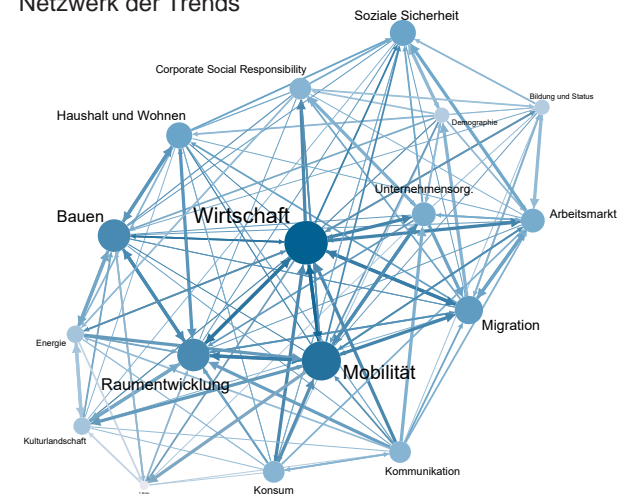 Netzwerk der Trends
Soziale Sicherheit
Corporate Social Responsibility
Bildung und Status
Haushalt und Wohnen
Demographie
Unternehmensorg.
Bauen
Wirtschaft
Arbeitsmarkt
Migration
Energie
Mobilität
Raumentwicklung
Kulturlandschaft
Kommunikation
Konsum